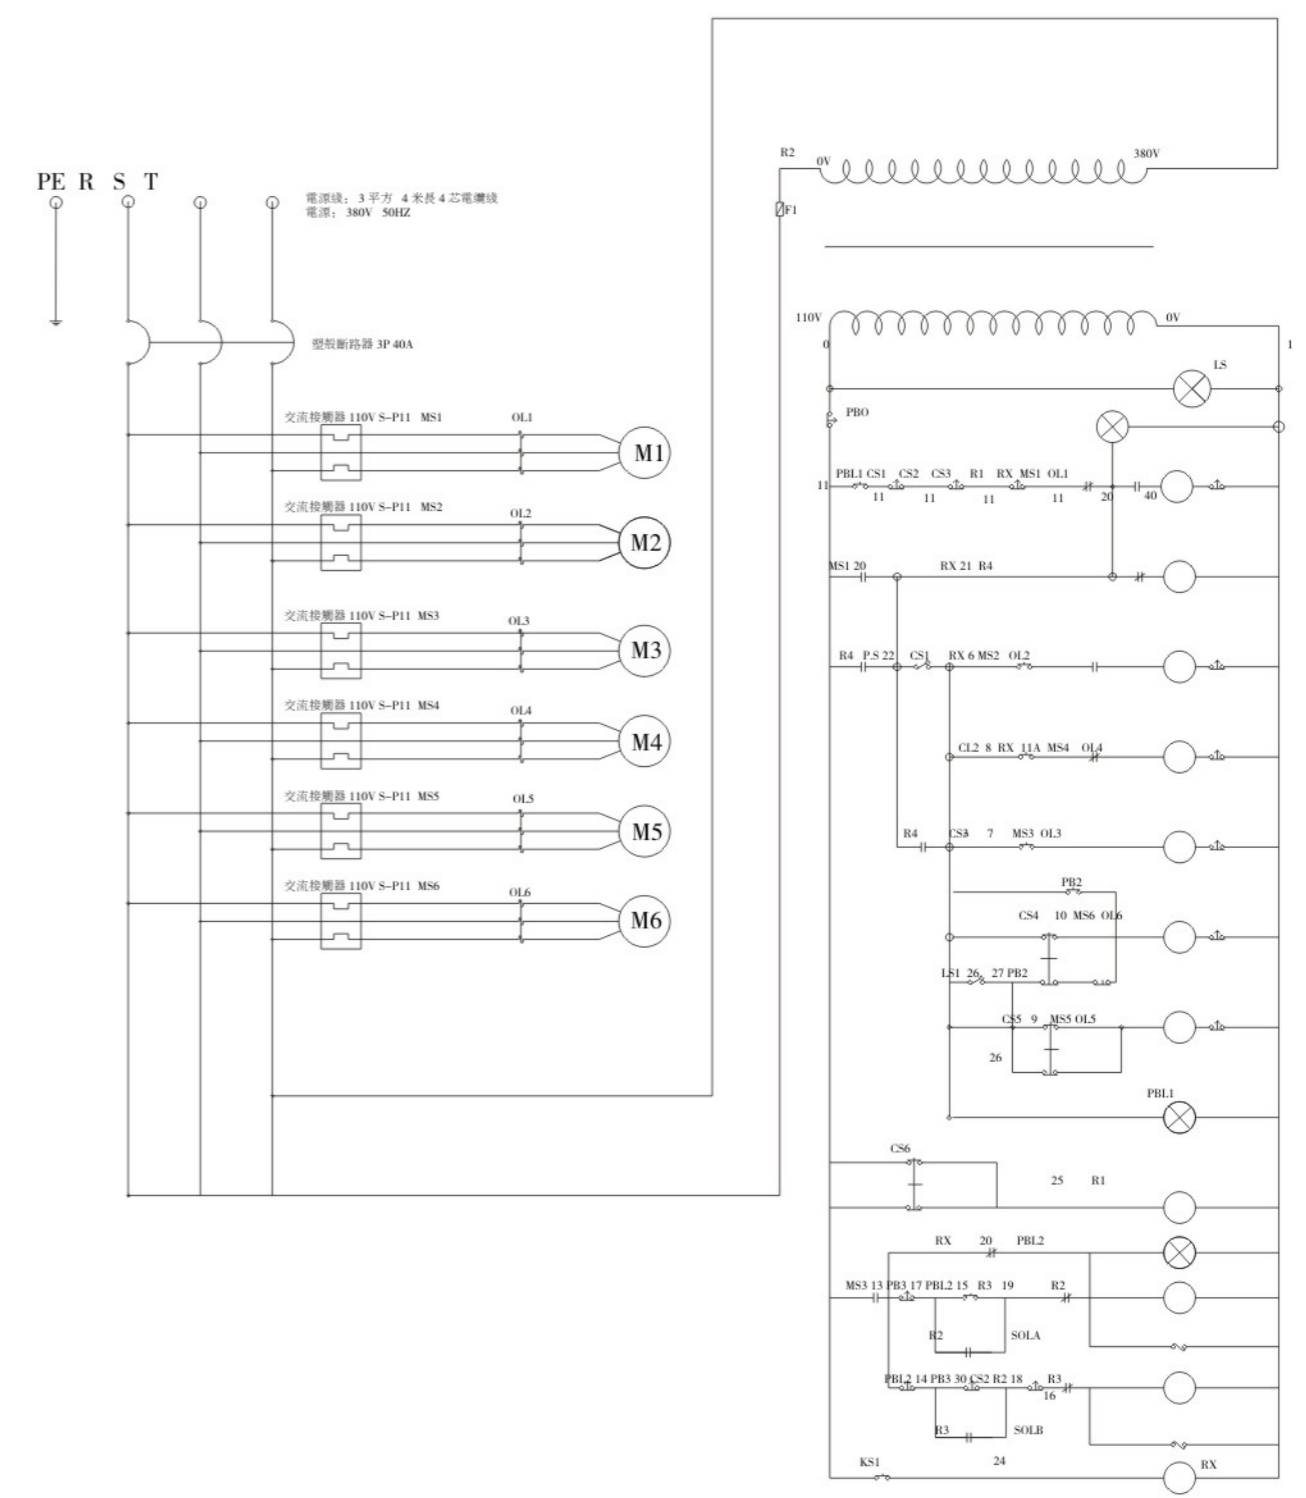 PE R S T
電源线：3 平方 4 米長 4 芯電纜线
電源：380V 50HZ
塑殼斷路器 3P 40A
交流接觸器 110V S-P11 MS1 OL1
M1
交流接觸器 110V S-P11 MS2 OL2
M2
交流接觸器 110V S-P11 MS3 OL3
M3
交流接觸器 110V S-P11 MS4 OL4
M4
交流接觸器 110V S-P11 MS5 OL5
M5
交流接觸器 110V S-P11 MS6 OL6
M6
R2 0V 380V
F1
110V 0V
0 1
LS
PBO
PBL1 CS1 CS2 CS3 R1 RX MS1 OL1
11 11 11 11 11 20 40
MS1 20 RX 21 R4
R4 P.S 22 CS1 RX 6 MS2 OL2
CL2 8 RX 11A MS4 OL4
R4 CS3 7 MS3 OL3
PB2
CS4 10 MS6 OL6
LS1 26 27 PB2
CS5 9 MS5 OL5
26
PBL1
CS6
25 R1
RX 20 PBL2
MS3 13 PB3 17 PBL2 15 R3 19 R2
R2 SOLA
PBL2 14 PB3 30 CS2 R2 18 R3
16
R3 SOLB
24
KS1 RX